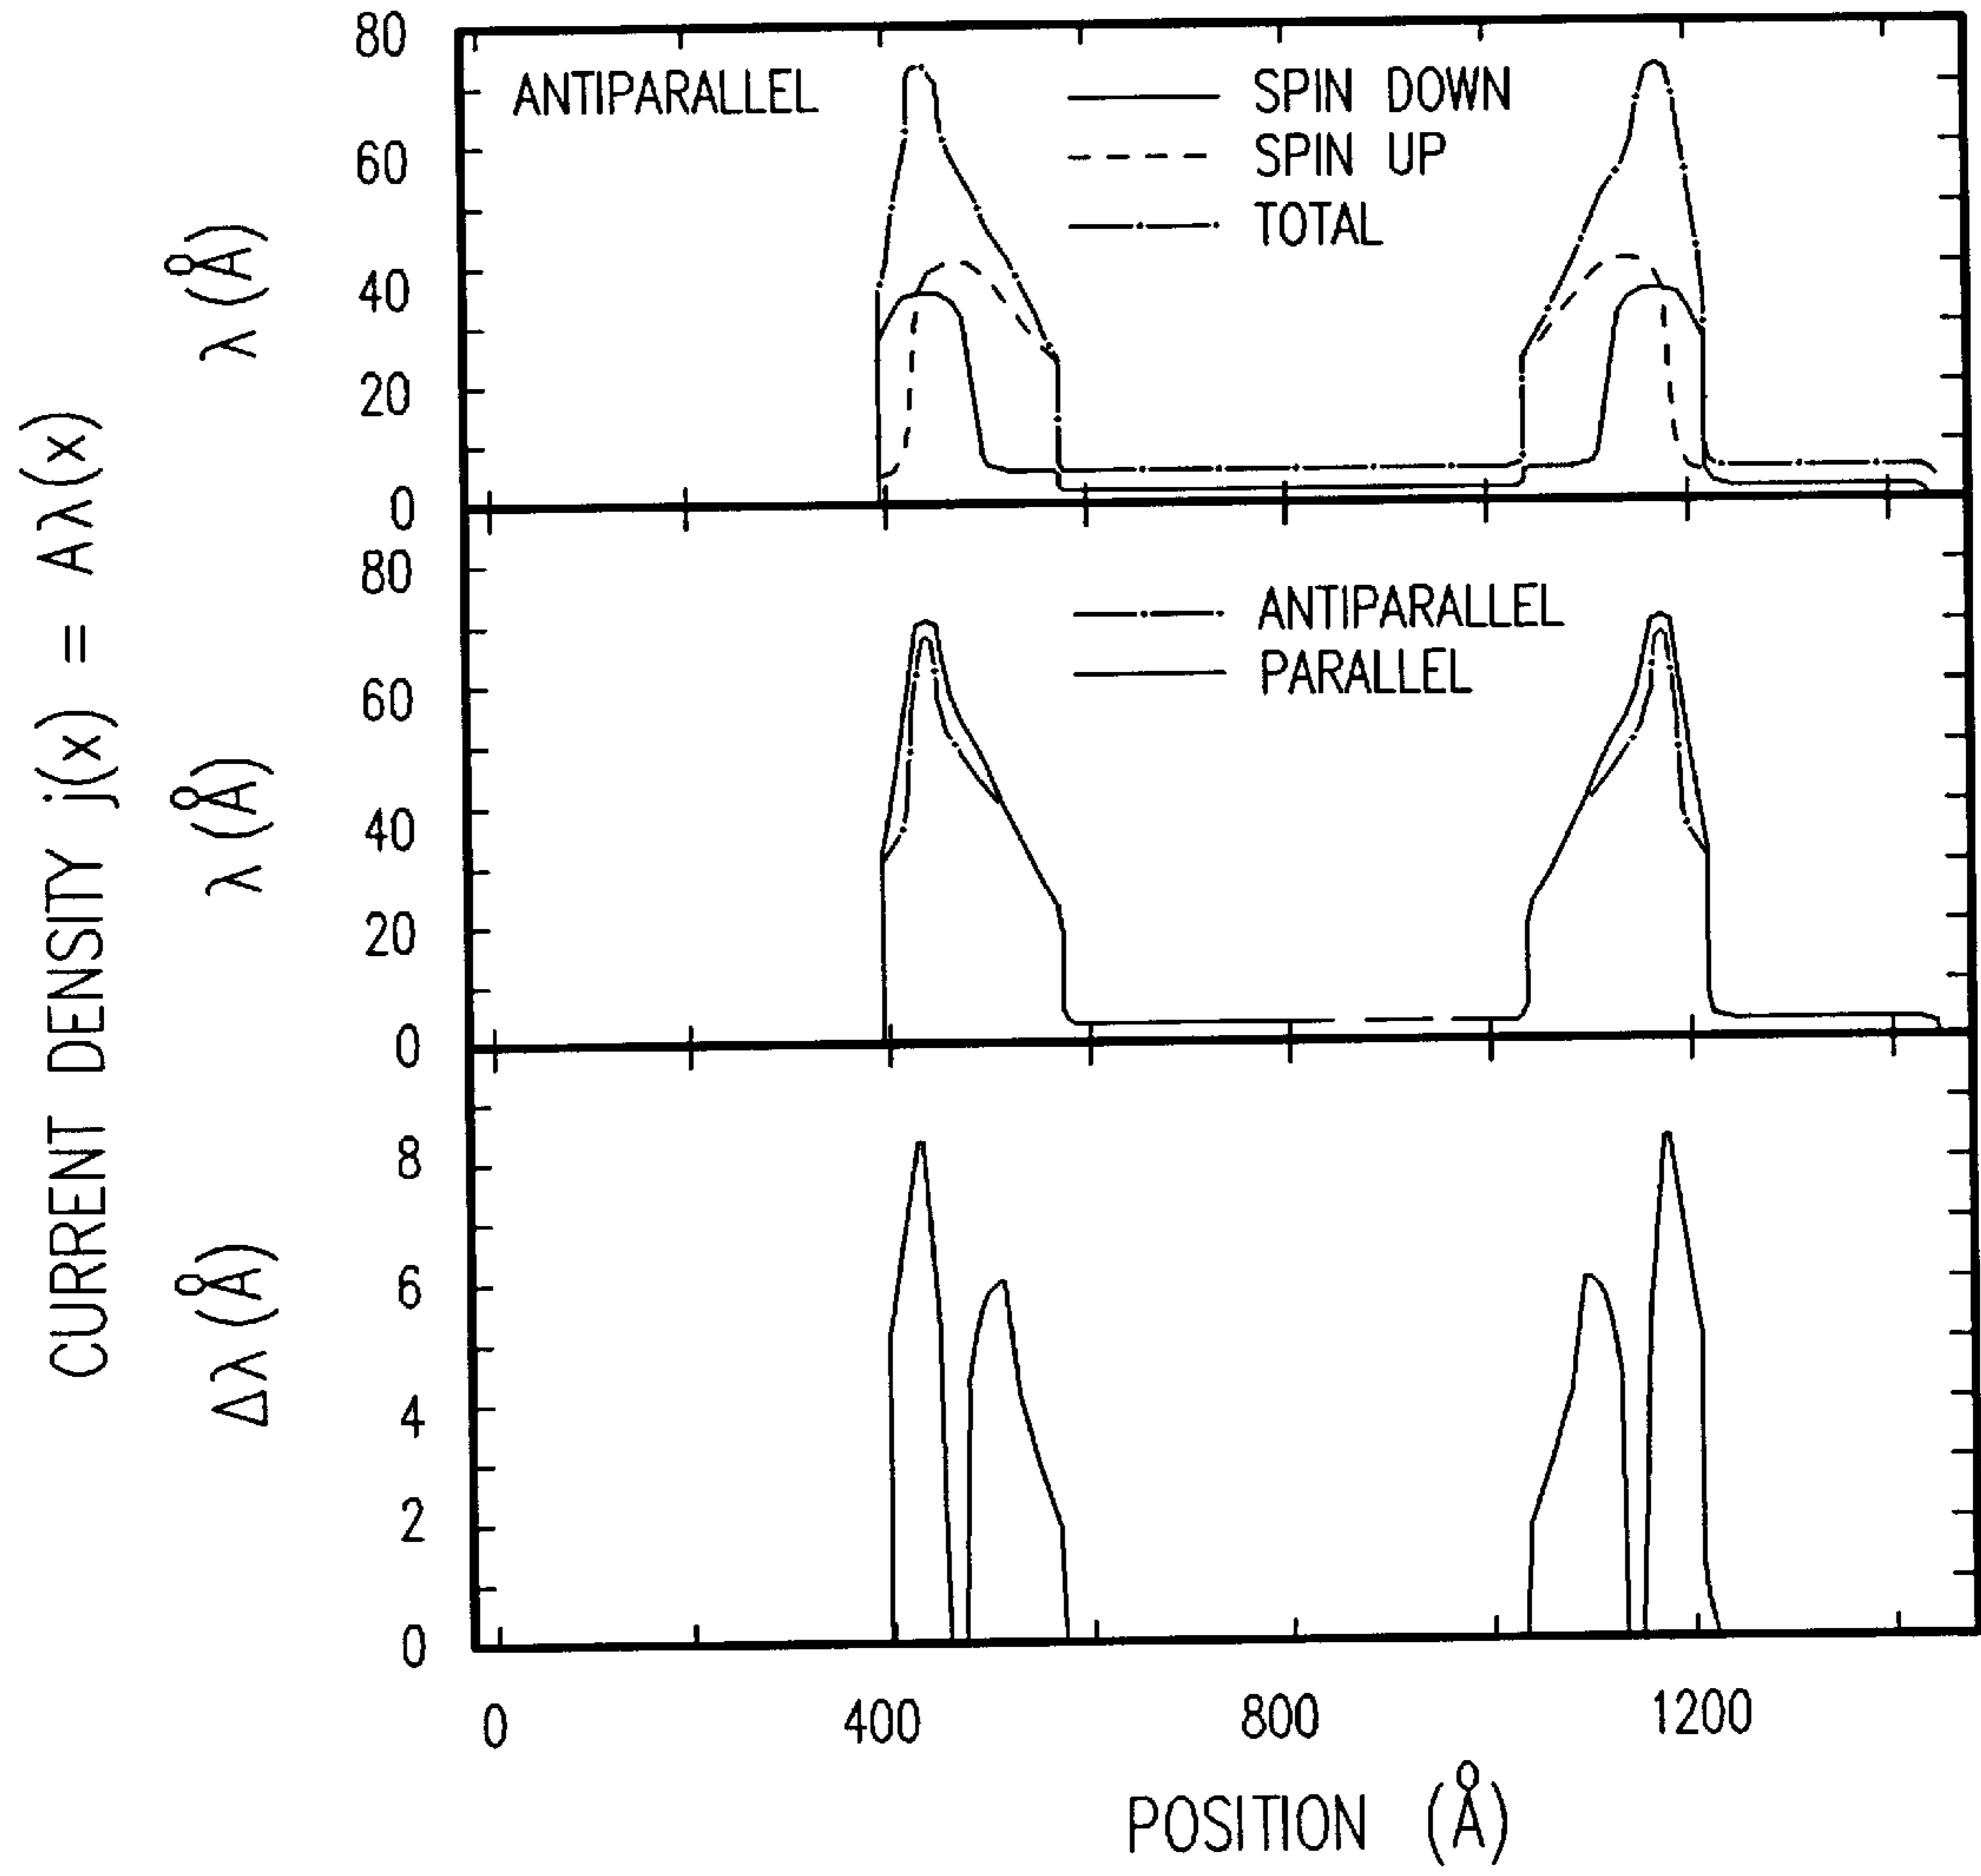 CURRENT DENSITY j(x) = Aλ(x)
λ(Å)
80
60
40
20
0
ANTIPARALLEL
SPIN DOWN
SPIN UP
TOTAL
λ(Å)
80
60
40
20
0
ANTIPARALLEL
PARALLEL
Δλ(Å)
8
6
4
2
0
0
400
800
1200
POSITION (Å)